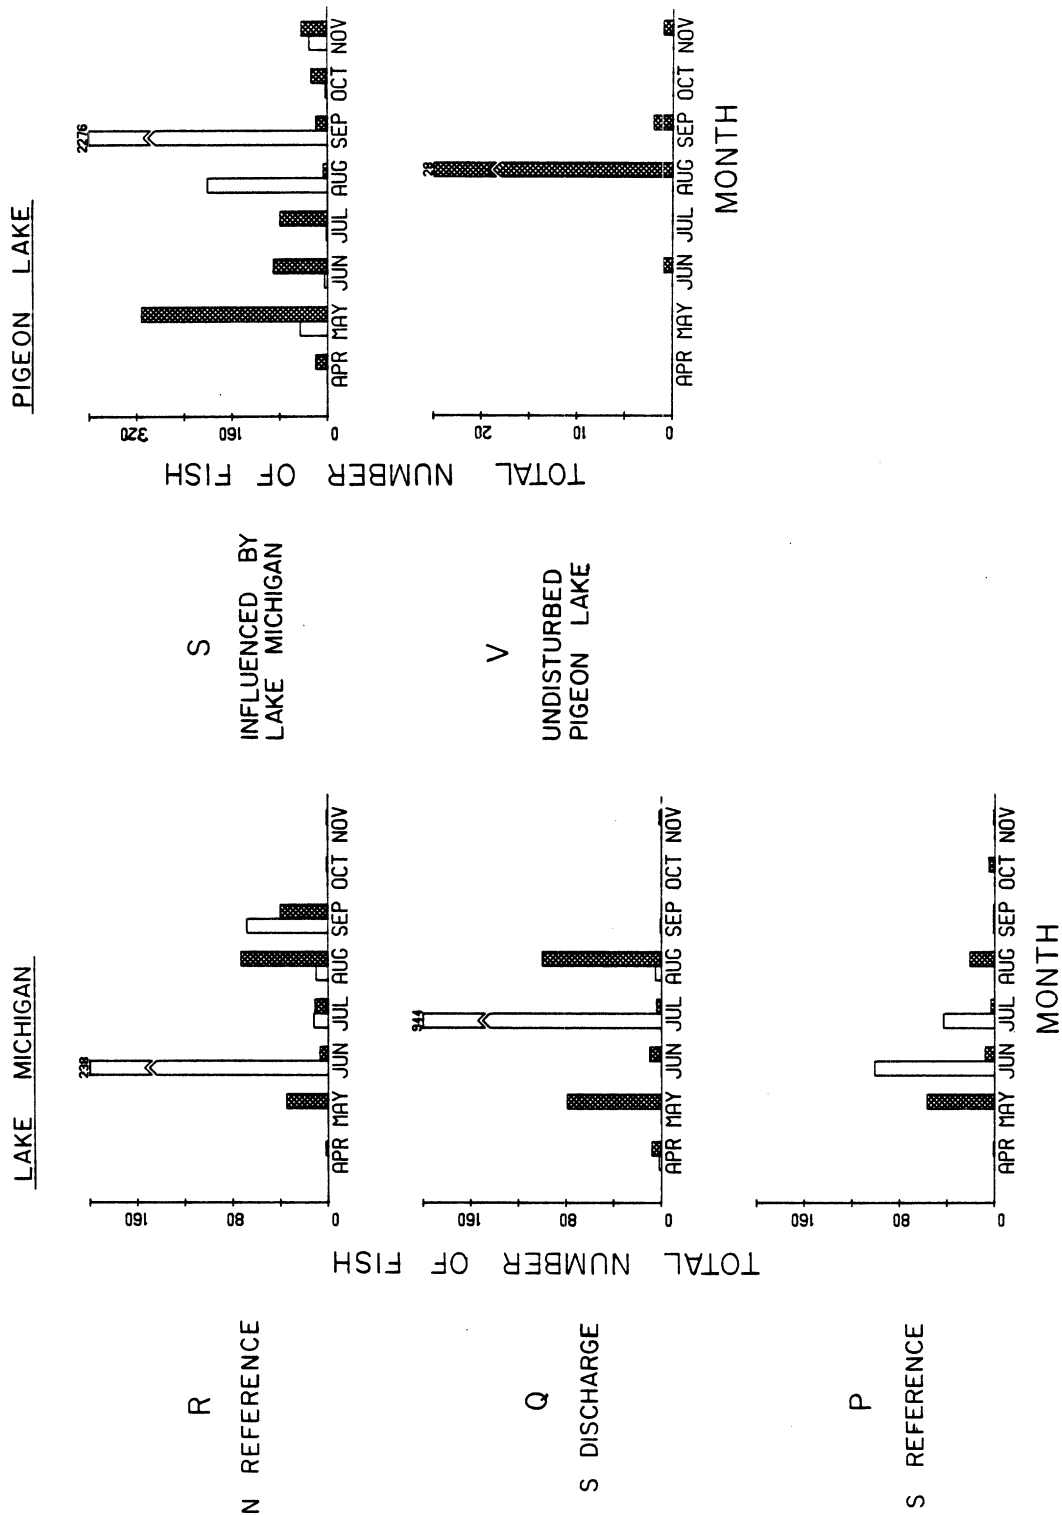 LAKE MICHIGAN
R
N REFERENCE
160
80
0
238
APR MAY JUN JUL AUG SEP OCT NOV
Q
S DISCHARGE
160
80
0
944
APR MAY JUN JUL AUG SEP OCT NOV
P
S REFERENCE
160
80
0
APR MAY JUN JUL AUG SEP OCT NOV
TOTAL NUMBER OF FISH
MONTH
PIGEON LAKE
S
INFLUENCED BY
LAKE MICHIGAN
320
160
0
2276
APR MAY JUN JUL AUG SEP OCT NOV
V
UNDISTURBED
PIGEON LAKE
20
10
0
28
APR MAY JUN JUL AUG SEP OCT NOV
TOTAL NUMBER OF FISH
MONTH